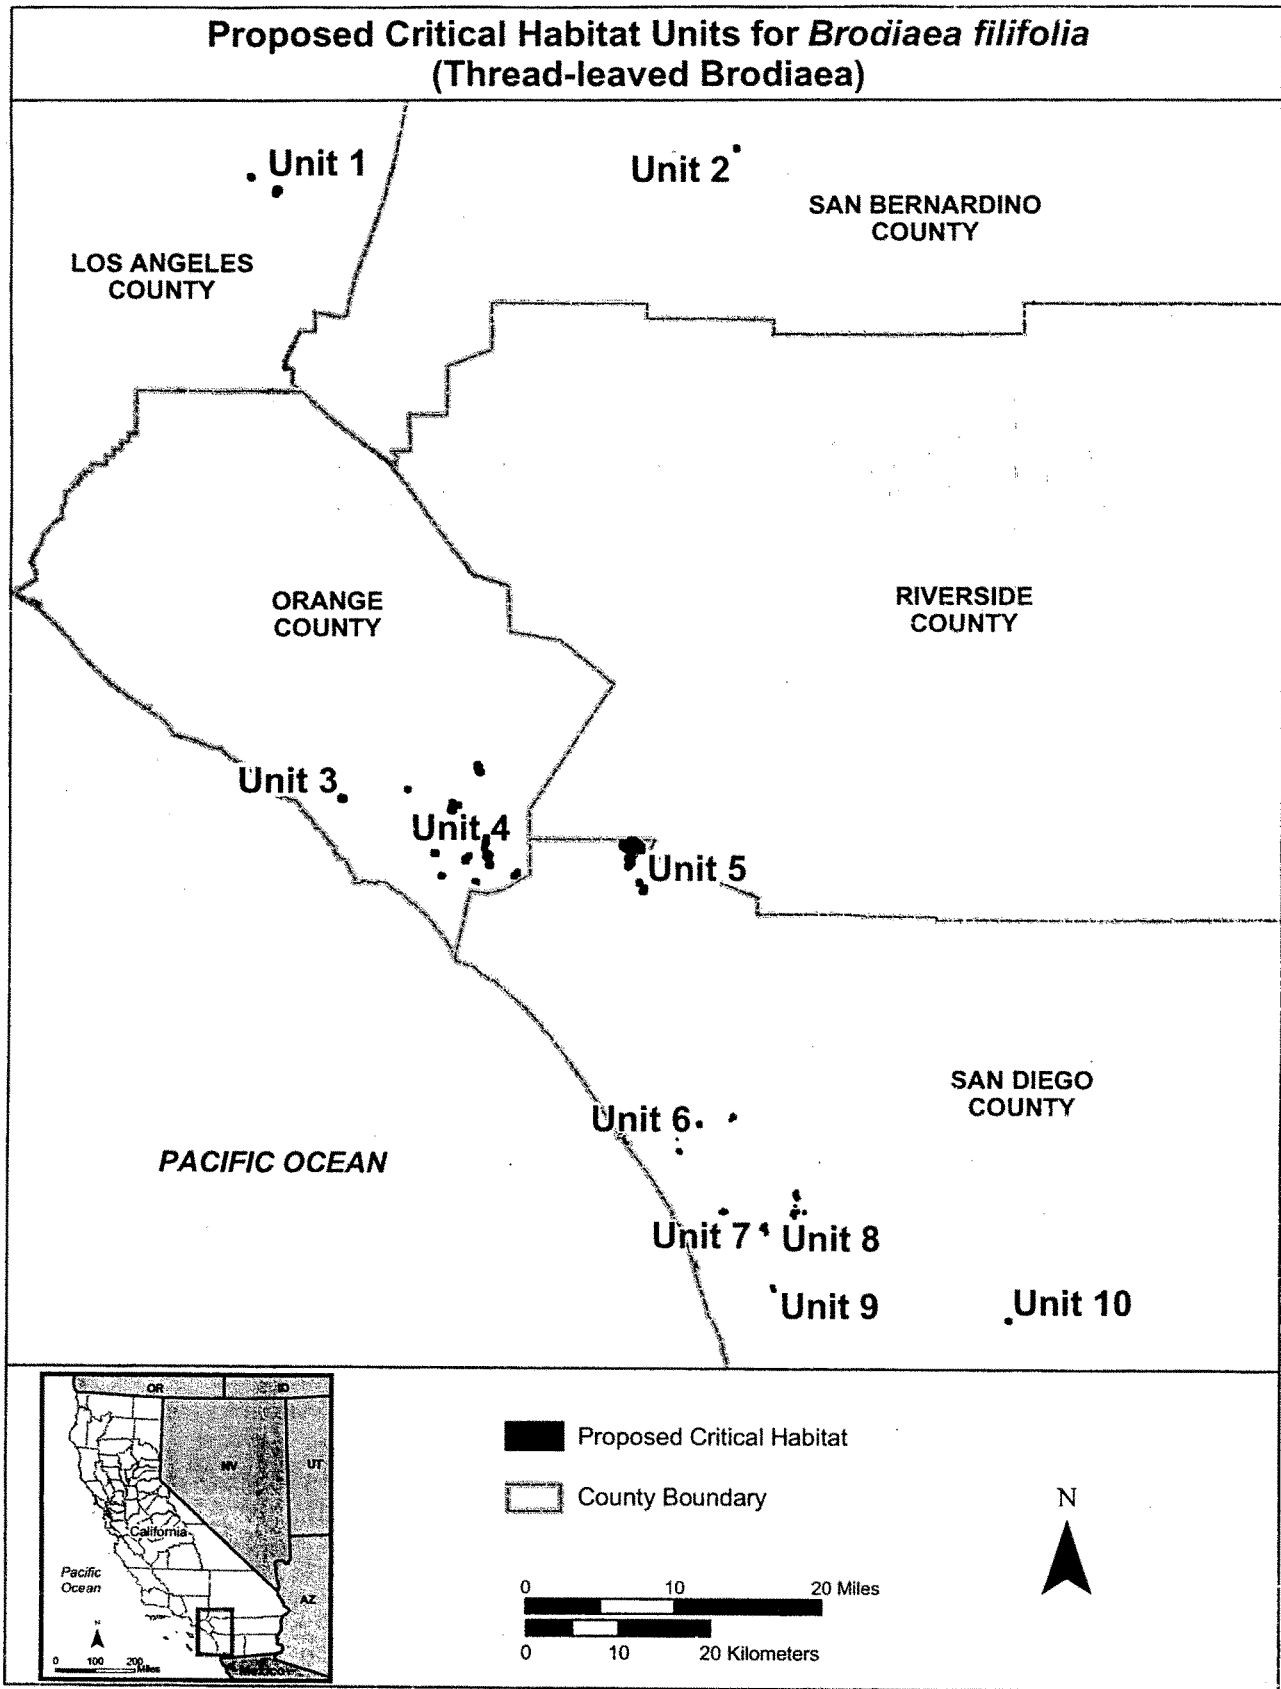 Proposed Critical Habitat Units for Brodiaea filifolia
(Thread-leaved Brodiaea)
Unit 1
Unit 2
SAN BERNARDINO
COUNTY
LOS ANGELES
COUNTY
ORANGE
COUNTY
RIVERSIDE
COUNTY
Unit 3
Unit 4
Unit 5
SAN DIEGO
COUNTY
Unit 6
PACIFIC OCEAN
Unit 7
Unit 8
Unit 9
Unit 10
OR
ID
NV
UT
California
Pacific
Ocean
AZ
N
0 100 200
Miles
Mexico
Proposed Critical Habitat
County Boundary
N
0 10 20 Miles
0 10 20 Kilometers